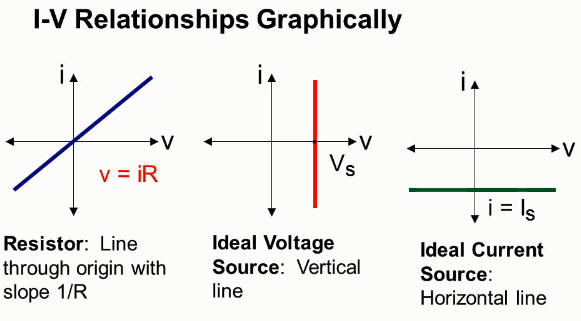 I-V Relationships Graphically
i
v
v = iR
Resistor: Line
through origin with
slope 1/R
i
v
Vs
Ideal Voltage
Source: Vertical
line
i
v
i = Is
Ideal Current
Source:
Horizontal line